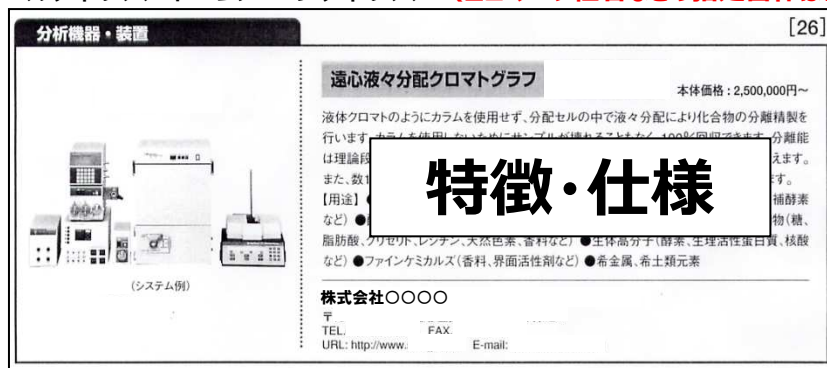 分析機器・装置
[26]
遠心液々分配クロマトグラフ
本体価格：2,500,000円～
液体クロマトのようにカラムを使用せず、分配セルの中で液々分配により化合物の分離精製を
行います。カラムを使用しないためにサンプルが壊れることもなく、100%回収できます。分離能
は理論段 えます。
また、数1 す。
特徴・仕様
【用途】● 補酵素
など）● 物（糖、
脂肪酸、グリセリト、レシチン、天然色素、香料など）●生体高分子（酵素、生理活性蛋白質、核酸
など）●ファインケミカルズ（香料、界面活性剤など）●希金属、希土類元素
（システム例）
株式会社〇〇〇〇
〒
TEL. FAX.
URL: http://www. E-mail: